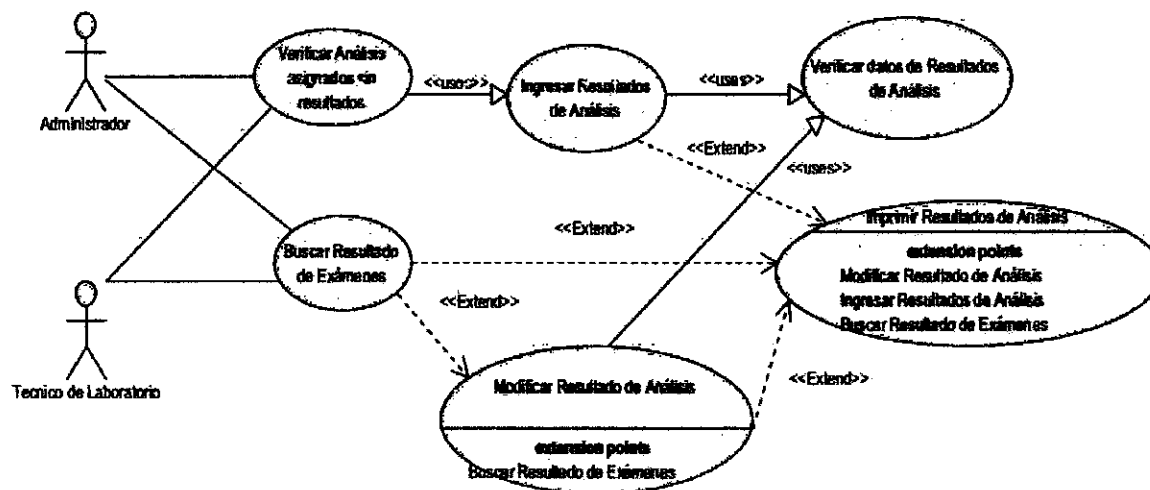 Verificar Análisis
asignados sin
resultados
<<uses>>
Ingresar Resultados
de Análisis
<<uses>>
Verificar datos de Resultados
de Análisis
Administrador
<<Extend>>
<<uses>>
Imprimir Resultados de Análisis
extension points
Modificar Resultado de Análisis
Ingresar Resultados de Análisis
Buscar Resultado de Exámenes
Buscar Resultado
de Exámenes
<<Extend>>
<<Extend>>
Tecnico de Laboratorio
Modificar Resultado de Análisis
extension points
Buscar Resultado de Exámenes
<<Extend>>